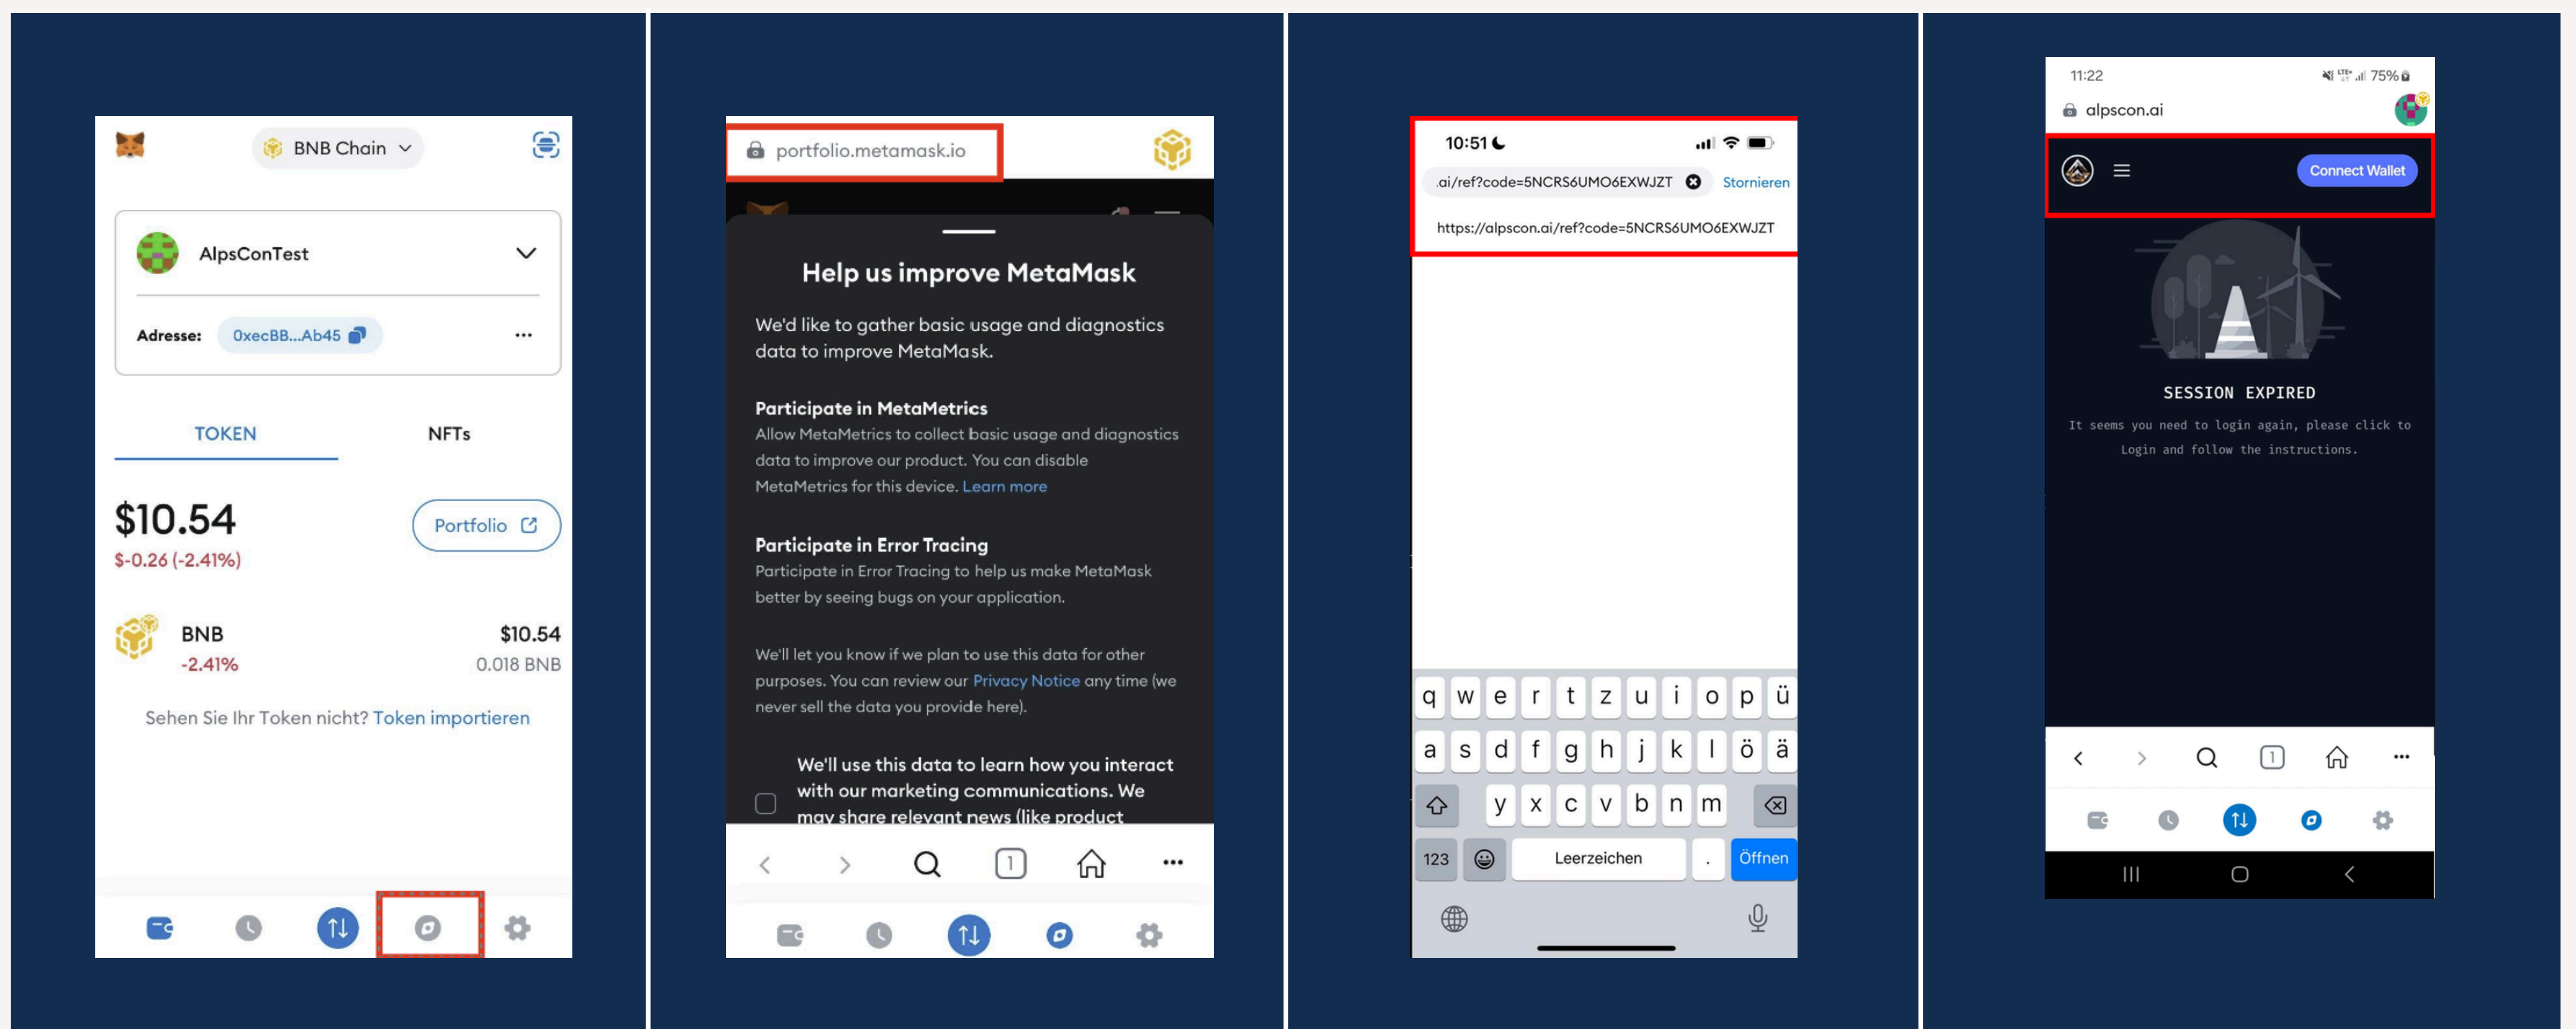 BNB Chain
AlpsConTest
Adresse: 0xecBB...Ab45
TOKEN NFTs
$10.54
Portfolio
$-0.26 (-2.41%)
BNB $10.54
-2.41% 0.018 BNB
Sehen Sie Ihr Token nicht? Token importieren
portfolio.metamask.io
Help us improve MetaMask
We'd like to gather basic usage and diagnostics
data to improve MetaMask.
Participate in MetaMetrics
Allow MetaMetrics to collect basic usage and diagnostics
data to improve our product. You can disable
MetaMetrics for this device. Learn more
Participate in Error Tracing
Participate in Error Tracing to help us make MetaMask
better by seeing bugs on your application.
We'll let you know if we plan to use this data for other
purposes. You can review our Privacy Notice any time (we
never sell the data you provide here).
We'll use this data to learn how you interact
with our marketing communications. We
may share relevant news (like product
1
10:51
.ai/ref?code=5NCRS6UMO6EXWJZT Stornieren
https://alpscon.ai/ref?code=5NCRS6UMO6EXWJZT
q w e r t z u i o p ü
a s d f g h j k l ö ä
y x c v b n m
123 Leerzeichen . Öffnen
11:22 LTE+ 75%
alpscon.ai
Connect Wallet
SESSION EXPIRED
It seems you need to login again, please click to
Login and follow the instructions.
1